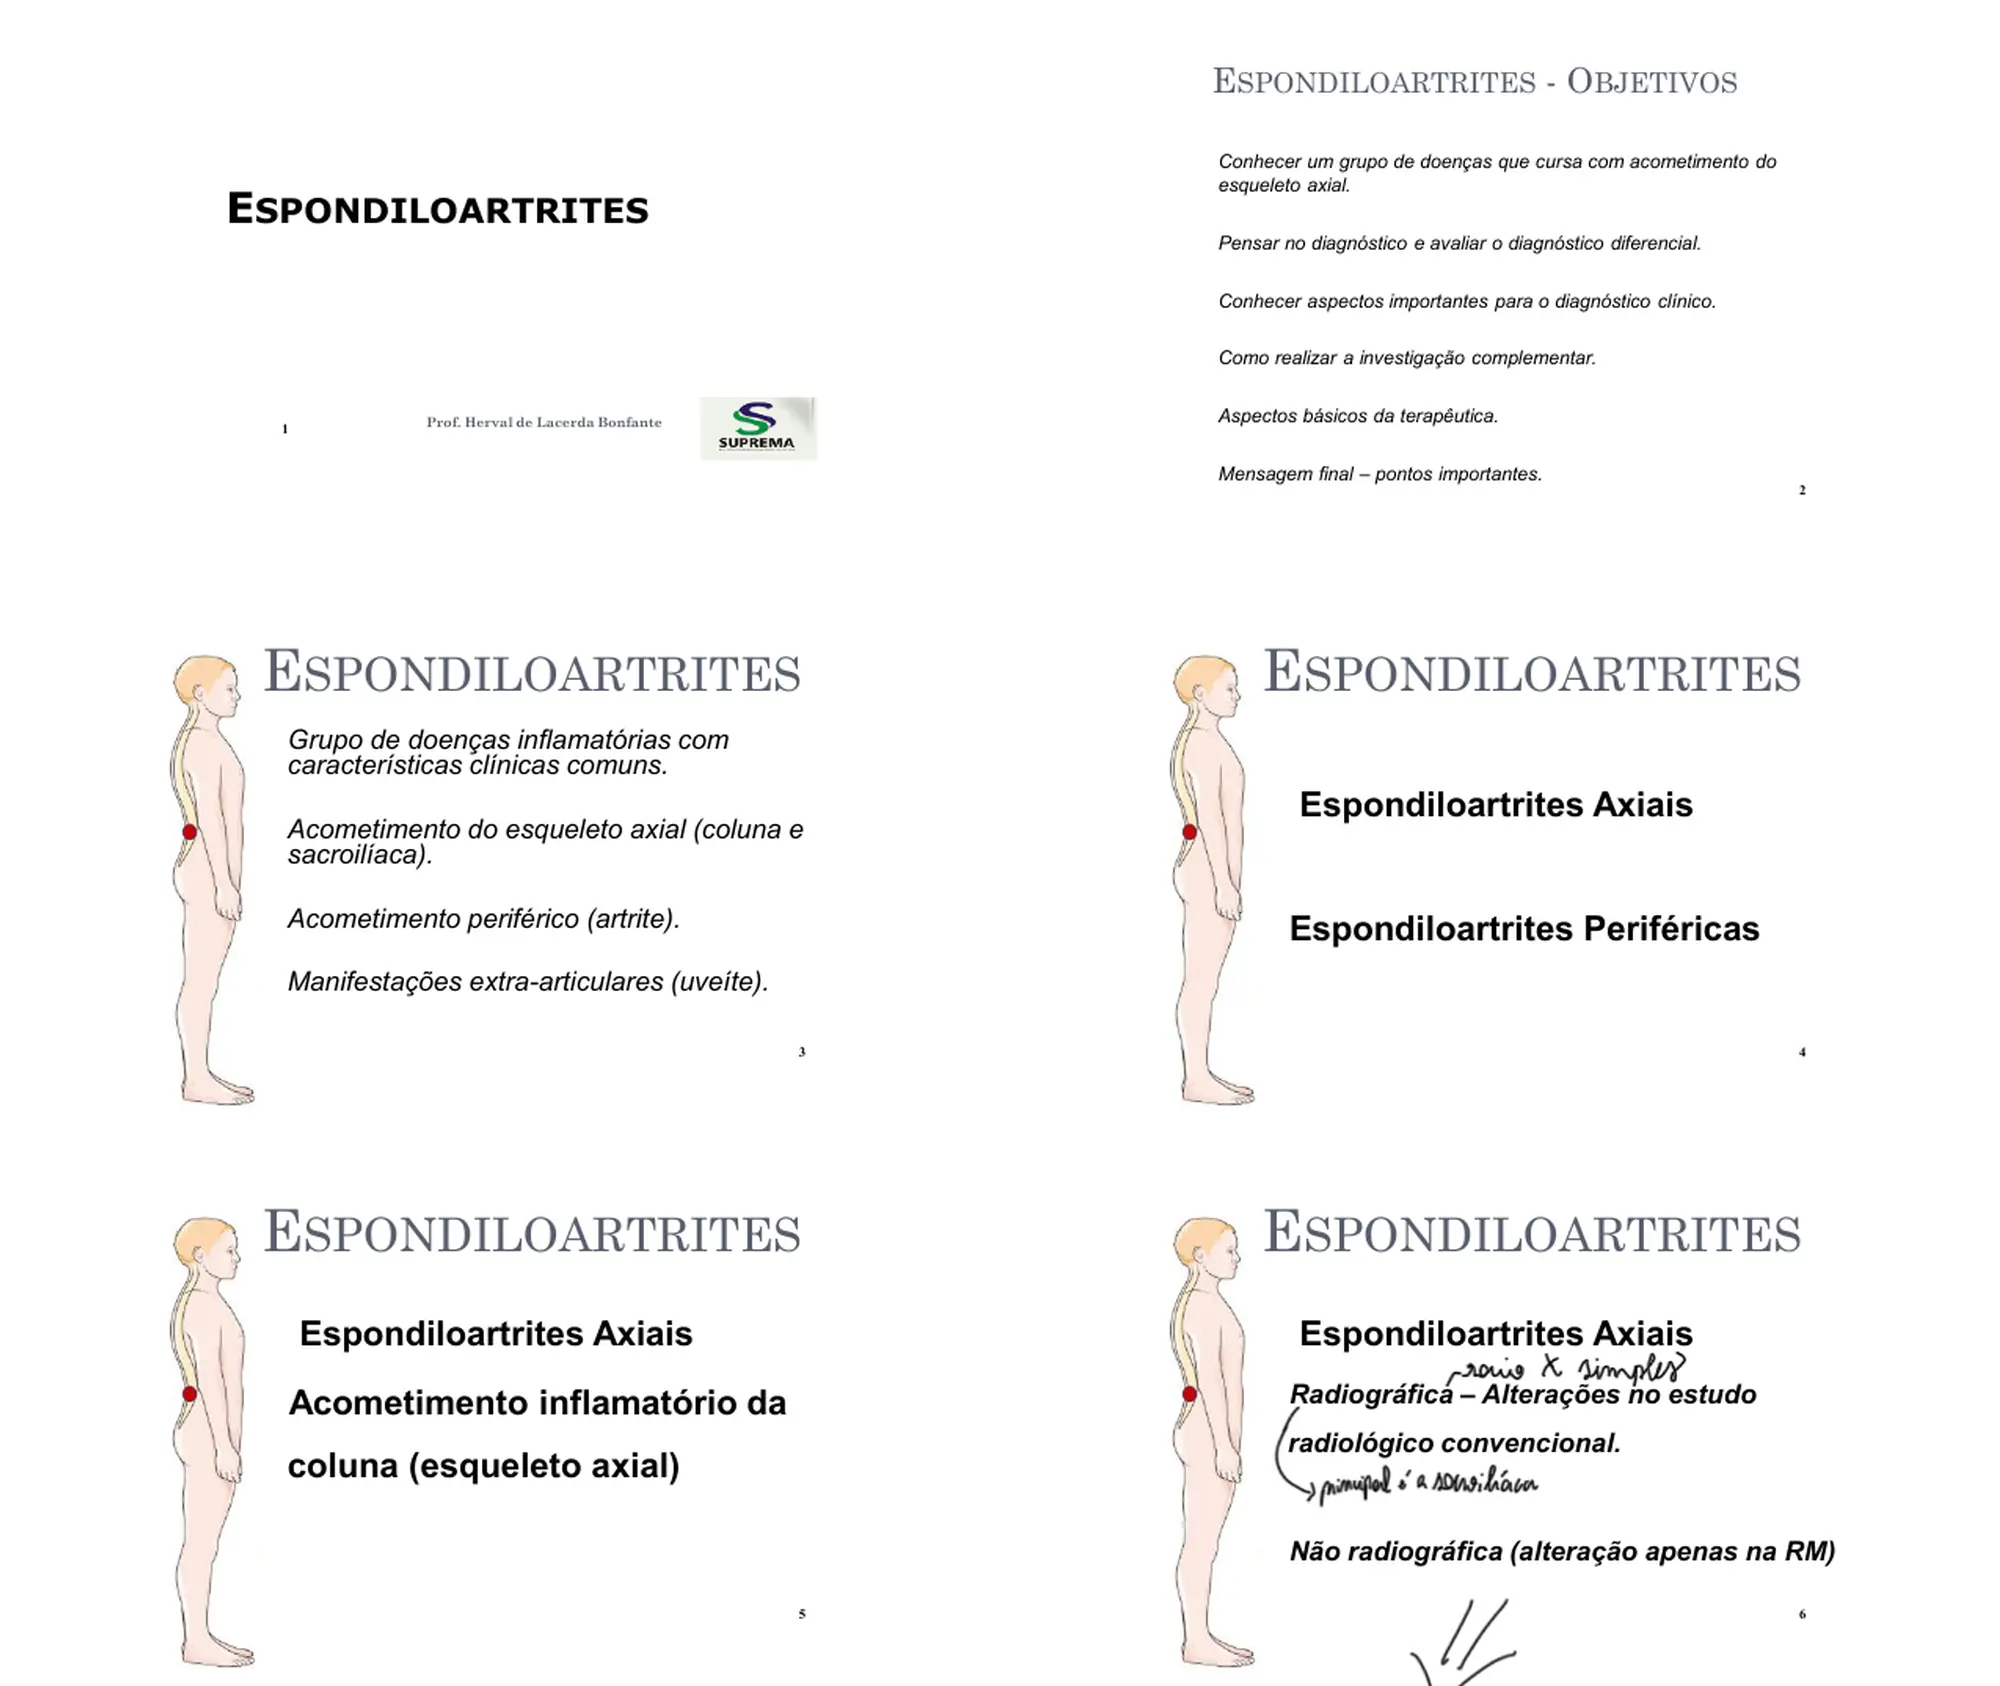 ESPONDILOARTRITES
1
Prof. Herval de Lacerda Bonfante
SUPREMA
ESPONDILOARTRITES - OBJETIVOS
Conhecer um grupo de doenças que cursa com acometimento do
esqueleto axial.
Pensar no diagnóstico e avaliar o diagnóstico diferencial.
Conhecer aspectos importantes para o diagnóstico clínico.
Como realizar a investigação complementar.
Aspectos básicos da terapêutica.
Mensagem final – pontos importantes.
2
ESPONDILOARTRITES
Grupo de doenças inflamatórias com
características clínicas comuns.
Acometimento do esqueleto axial (coluna e
sacroilíaca).
Acometimento periférico (artrite).
Manifestações extra-articulares (uveíte).
3
ESPONDILOARTRITES
Espondiloartrites Axiais
Espondiloartrites Periféricas
4
ESPONDILOARTRITES
Espondiloartrites Axiais
Acometimento inflamatório da
coluna (esqueleto axial)
5
ESPONDILOARTRITES
Espondiloartrites Axiais
raio X simples
Radiográfica – Alterações no estudo
radiológico convencional.
principal é a sacroilíaca
Não radiográfica (alteração apenas na RM)
6